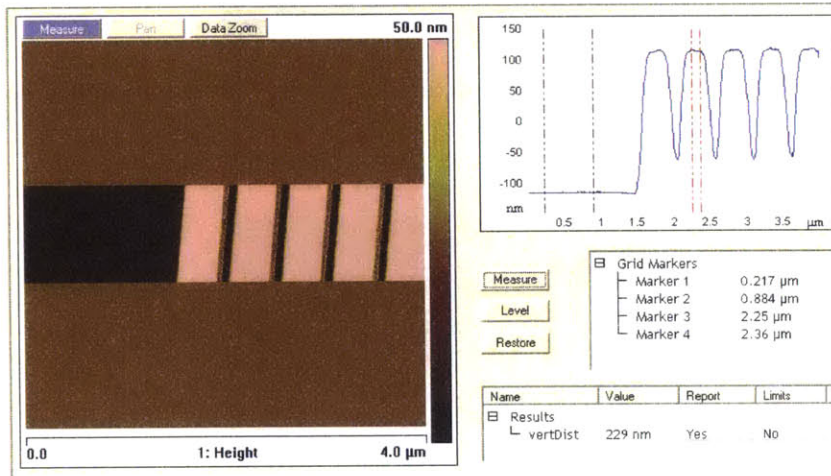 Measure Pan Data Zoom 50.0 nm
0.0 1: Height 4.0 µm
150
100
50
0
-50
-100
nm
0.5 1 1.5 2 2.5 3 3.5 µm
Measure
Level
Restore
Grid Markers
Marker 1 0.217 µm
Marker 2 0.884 µm
Marker 3 2.25 µm
Marker 4 2.36 µm
Name Value Report Limits
Results
vertDist 229 nm Yes No